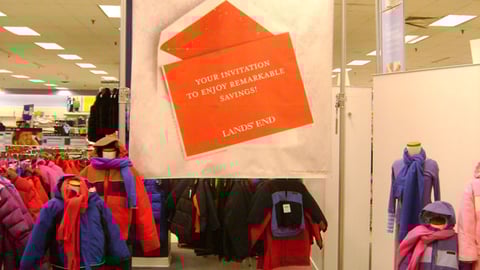 YOUR INVITATION
TO ENJOY REMARKABLE
SAVINGS!
LANDS' END